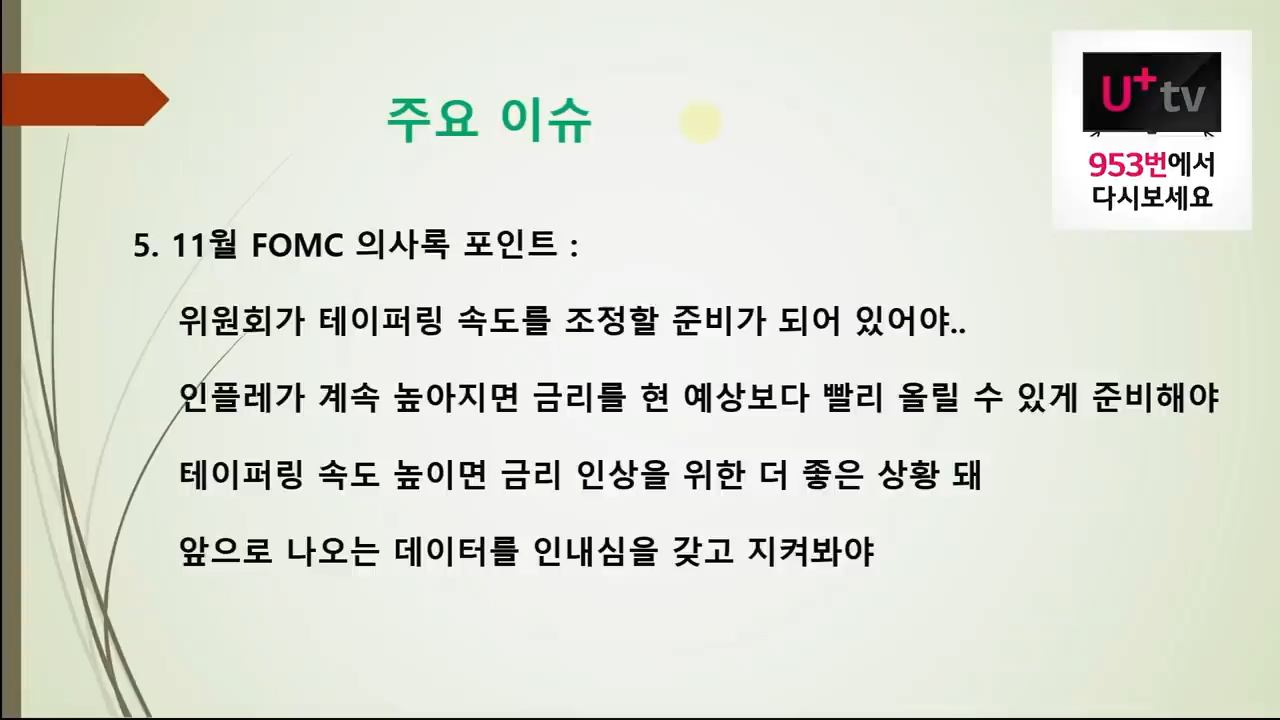 주요 이슈
U+tv
953번에서
다시보세요
5. 11월 FOMC 의사록 포인트 :
위원회가 테이퍼링 속도를 조정할 준비가 되어 있어야..
인플레가 계속 높아지면 금리를 현 예상보다 빨리 올릴 수 있게 준비해야
테이퍼링 속도 높이면 금리 인상을 위한 더 좋은 상황 돼
앞으로 나오는 데이터를 인내심을 갖고 지켜봐야